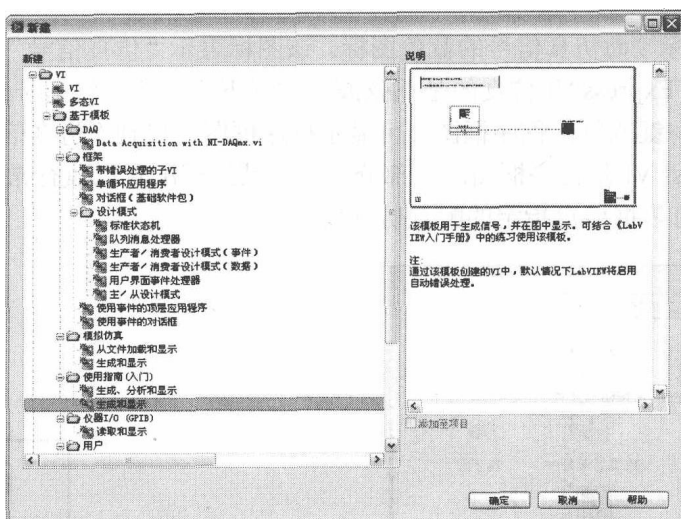 新建
新建
VI
VI
多态VI
基于模板
DAQ
Data Acquisition with NI-DAQmx.vi
框架
带错误处理的子VI
单循环应用程序
对话框（基础软件包）
设计模式
标准状态机
队列消息处理器
生产者/消费者设计模式（事件）
生产者/消费者设计模式（数据）
用户界面事件处理器
主/从设计模式
使用事件的顶层应用程序
使用事件的对话框
模拟仿真
从文件加载和显示
生成和显示
使用指南（入门）
生成、分析和显示
生成和显示
仪器I/O (GPIB)
读取和显示
用户
说明
该模板用于生成信号，并在图中显示。可结合《LabV
IEW入门手册》中的练习使用该模板。
注：
通过该模板创建的VI中，默认情况下LabVIEW将启用
自动错误处理。
添加至项目
确定
取消
帮助